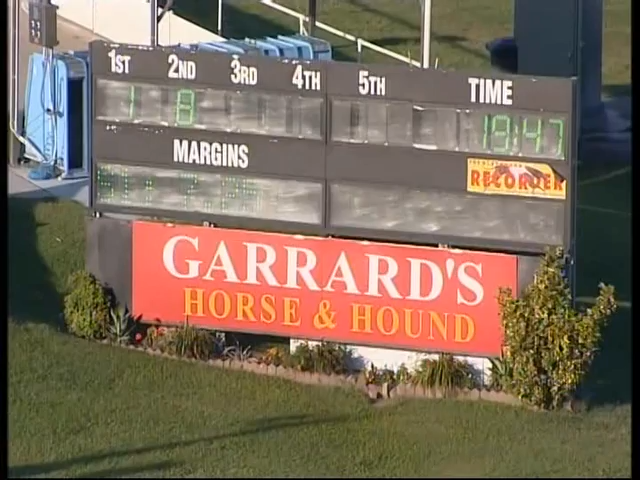 1ST 2ND 3RD 4TH 5TH TIME
1 8 18:47
MARGINS
RECORDER
GARRARD'S
HORSE & HOUND